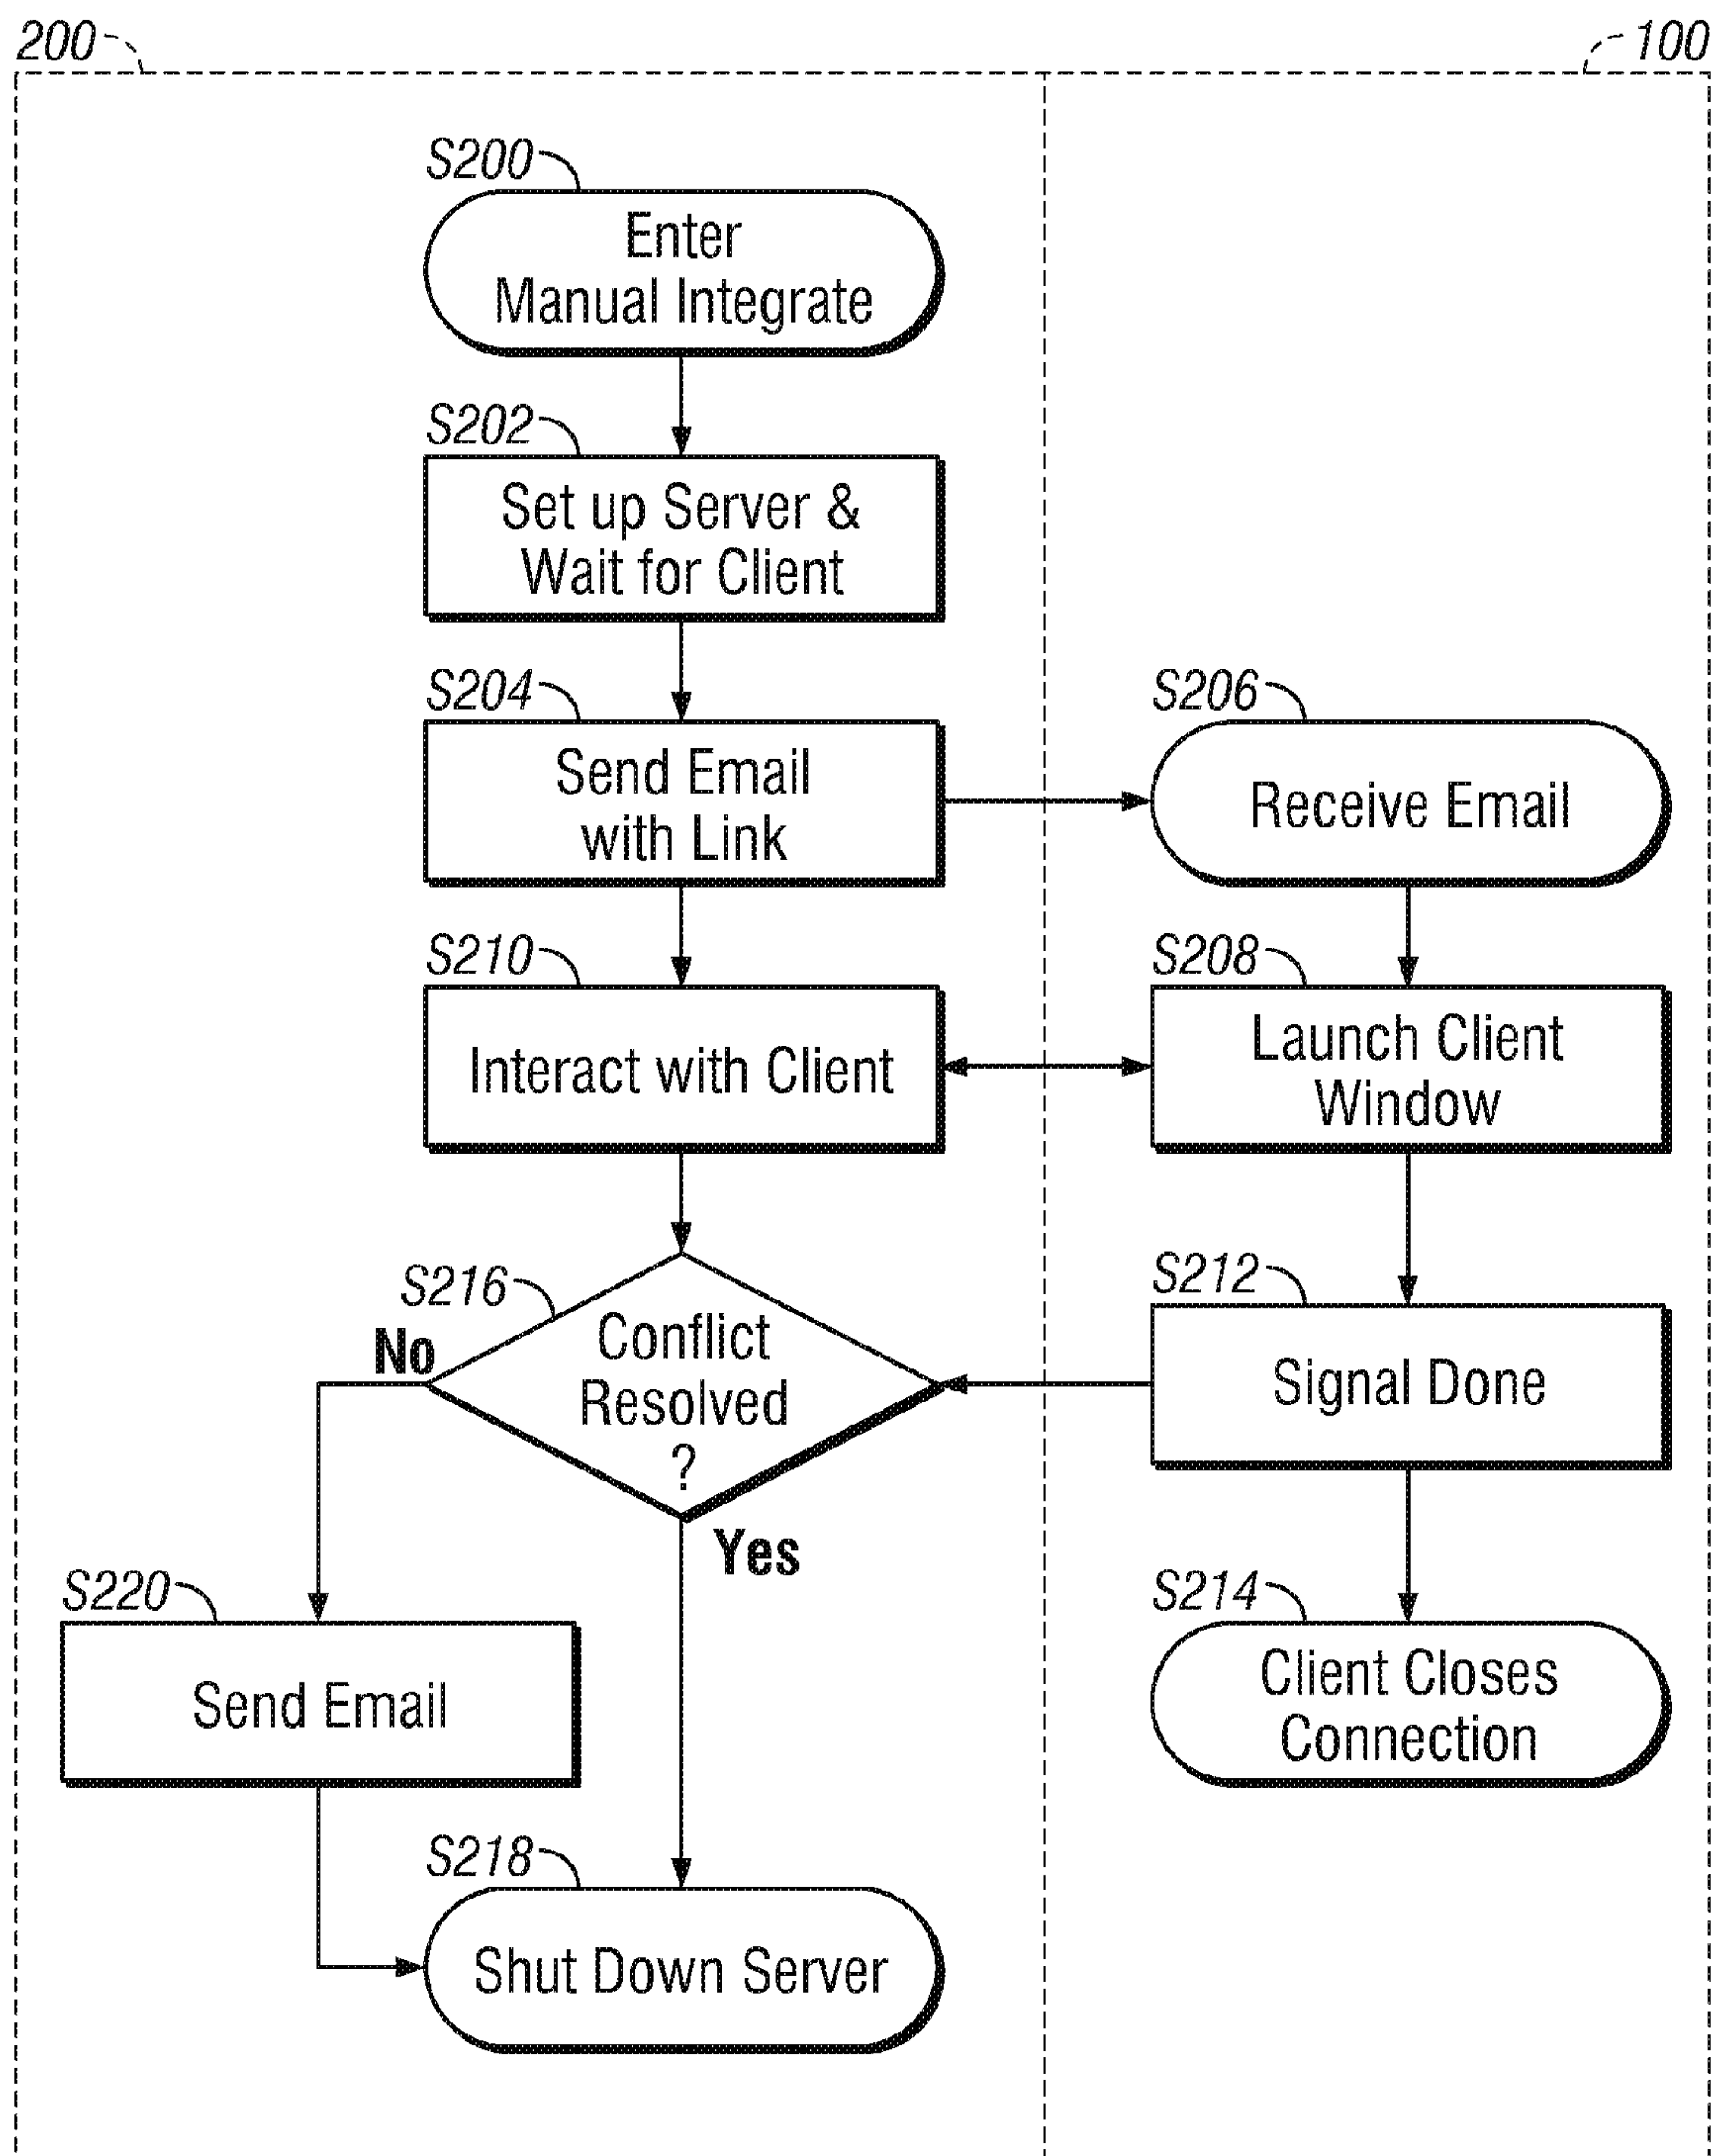 200
100
S200
Enter
Manual Integrate
S202
Set up Server &
Wait for Client
S204
Send Email
with Link
S206
Receive Email
S210
Interact with Client
S208
Launch Client
Window
S216
No
Conflict
Resolved
?
Yes
S212
Signal Done
S220
Send Email
S214
Client Closes
Connection
S218
Shut Down Server